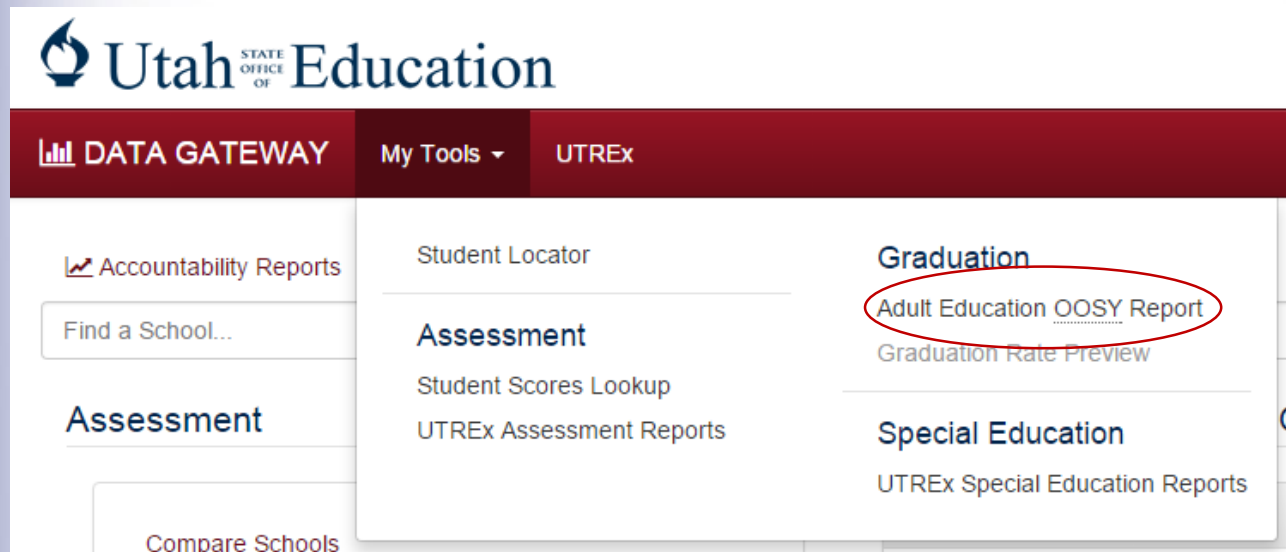 Utah STATE OFFICE OF Education
DATA GATEWAY My Tools UTREx
Accountability Reports
Find a School...
Assessment
Compare Schools
Student Locator
Assessment
Student Scores Lookup
UTREx Assessment Reports
Graduation
Adult Education OOSY Report
Graduation Rate Preview
Special Education
UTREx Special Education Reports